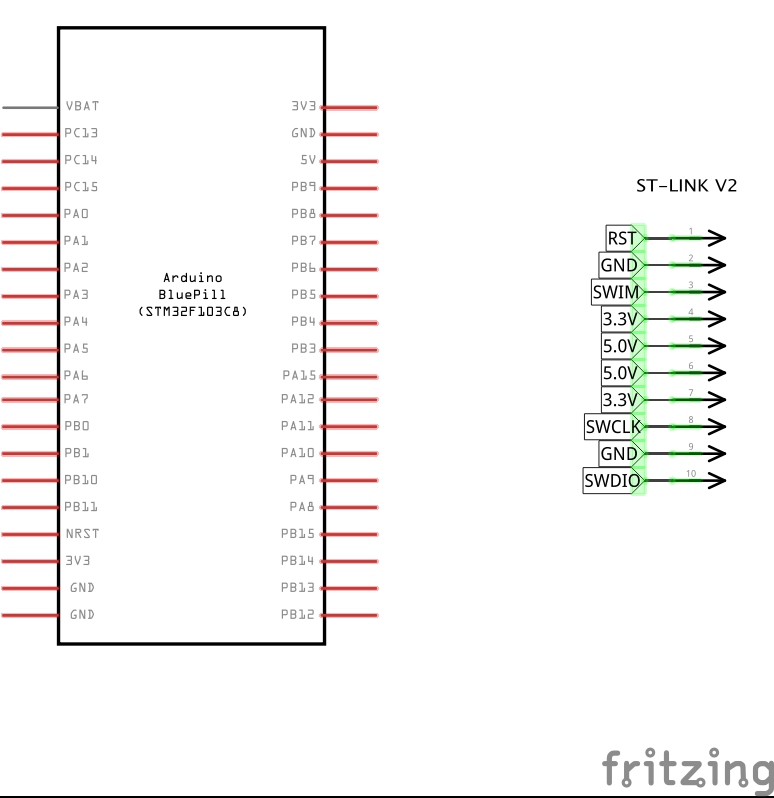 VBAT 3V3
PC13 GND
PC14 5V
PC15 PB9
PA0 PB8
PA1 PB7
PA2 PB6
PA3 PB5
PA4 PB4
PA5 PB3
PA6 PA15
PA7 PA12
PB0 PA11
PB1 PA10
PB10 PA9
PB11 PA8
NRST PB15
3V3 PB14
GND PB13
GND PB12
Arduino
BluePill
(STM32F103C8)
ST-LINK V2
RST 1
GND 2
SWIM 3
3.3V 4
5.0V 5
5.0V 6
3.3V 7
SWCLK 8
GND 9
SWDIO 10
fritzing